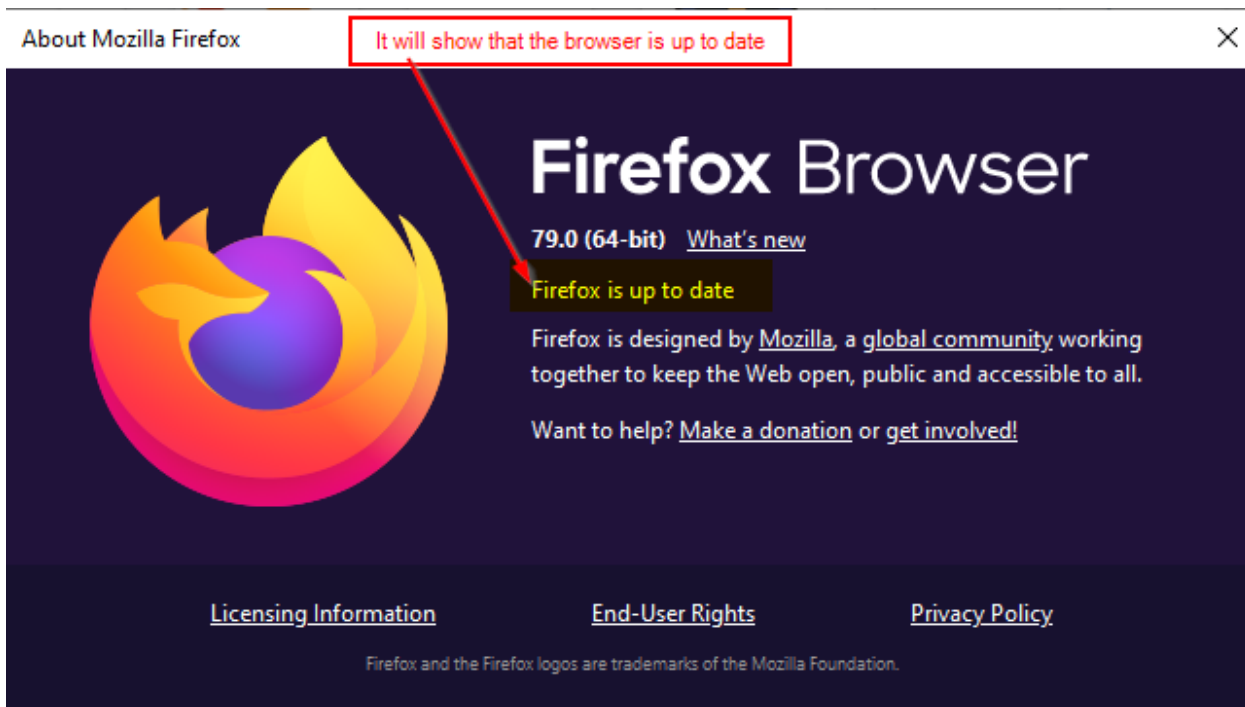 About Mozilla Firefox
It will show that the browser is up to date
Firefox Browser
79.0 (64-bit) What's new
Firefox is up to date
Firefox is designed by Mozilla, a global community working
together to keep the Web open, public and accessible to all.
Want to help? Make a donation or get involved!
Licensing Information End-User Rights Privacy Policy
Firefox and the Firefox logos are trademarks of the Mozilla Foundation.